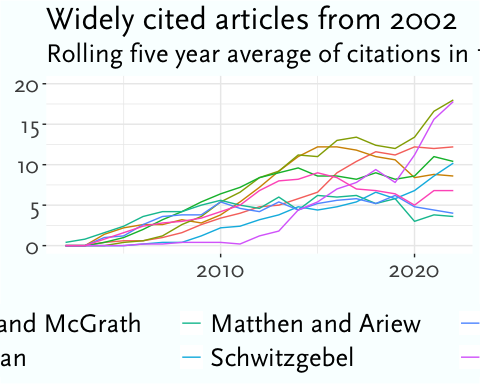 Widely cited articles from 2002
Rolling five year average of citations in
20
15
10
5
0
2010
2020
and McGrath
Matthen and Ariew
an
Schwitzgebel